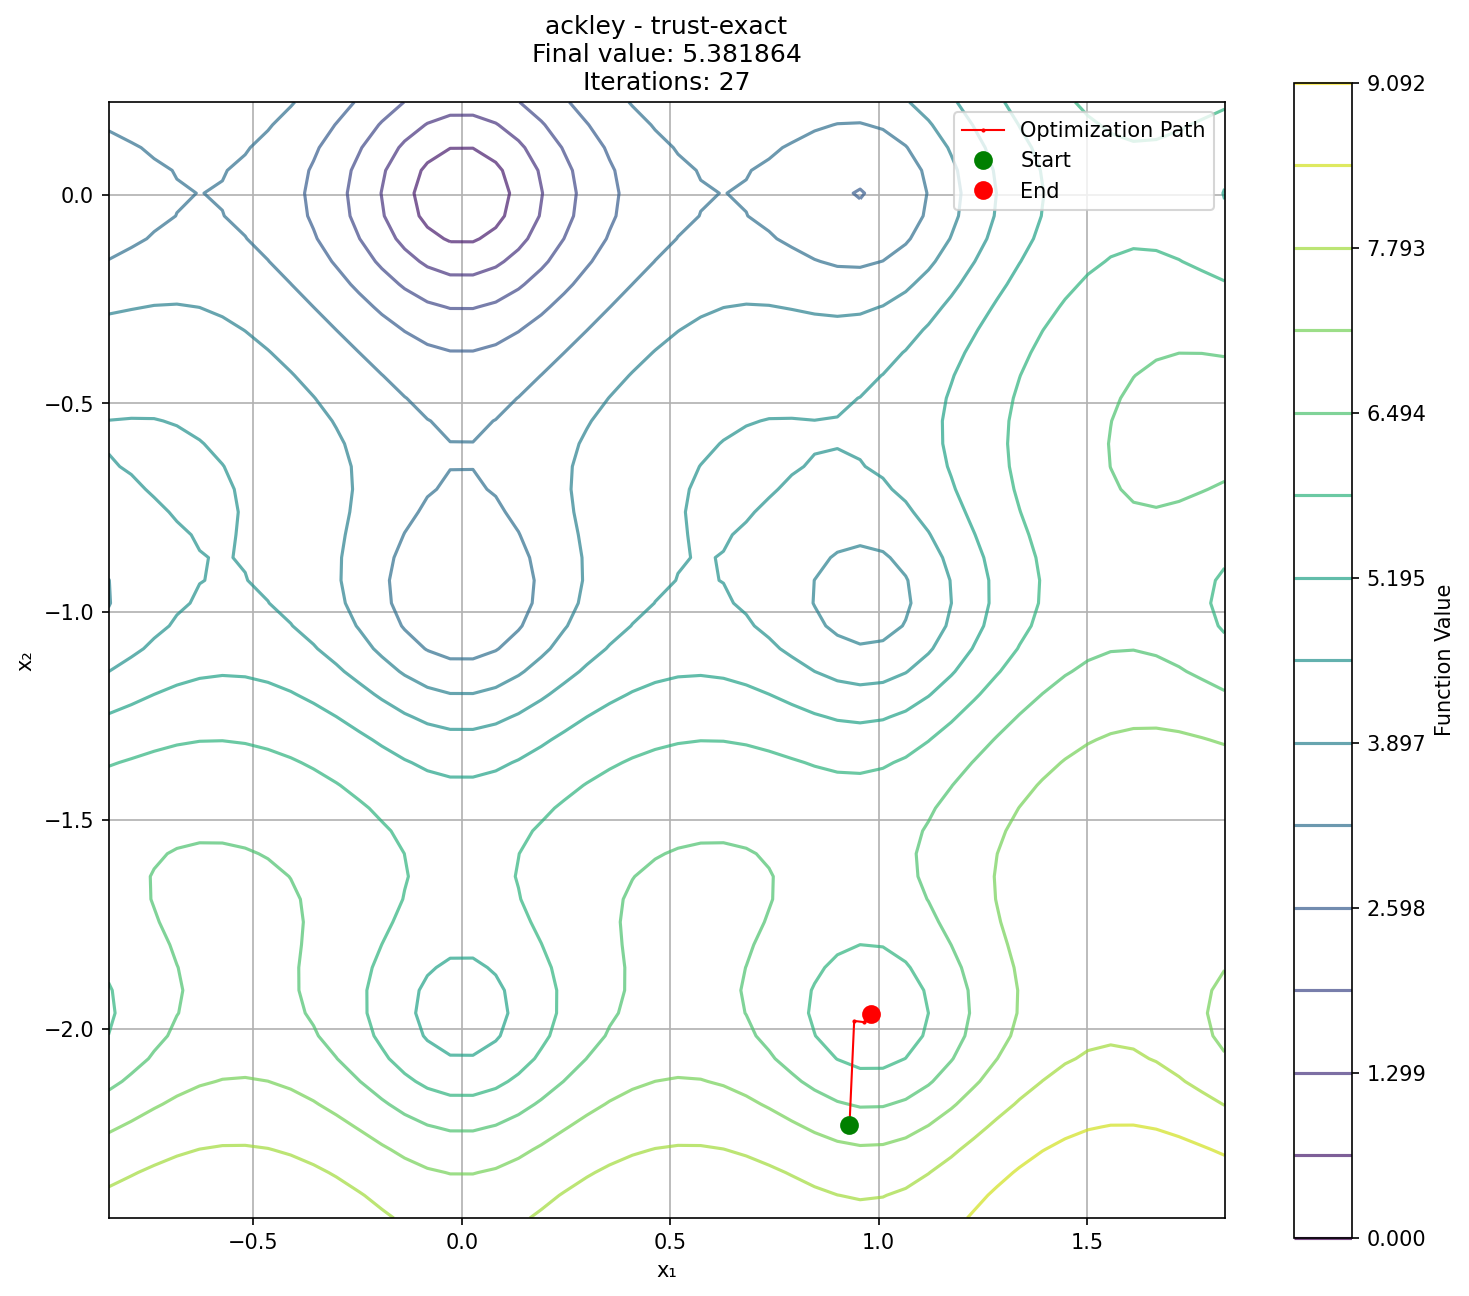 ackley - trust-exact
Final value: 5.381864
Iterations: 27
Optimization Path
Start
End
0.0
−0.5
−1.0
−1.5
−2.0
x₂
−0.5
0.0
0.5
1.0
1.5
x₁
9.092
7.793
6.494
5.195
3.897
2.598
1.299
0.000
Function Value